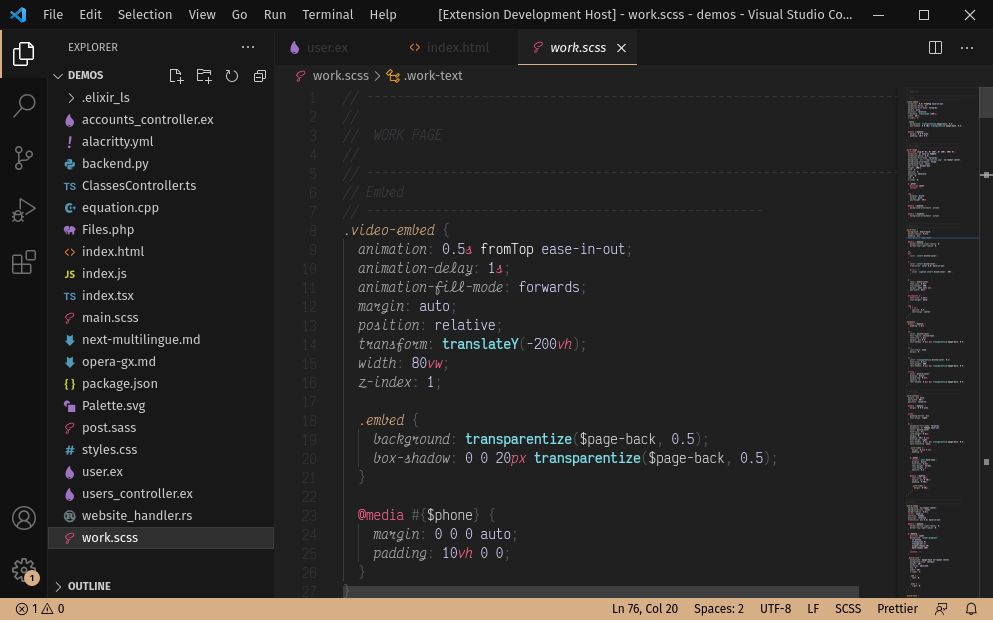 File Edit Selection View Go Run Terminal Help [Extension Development Host] - work.scss - demos - Visual Studio Co...
EXPLORER
user.ex
index.html
work.scss
DEMOS
work.scss > .work-text
.elixir_ls
accounts_controller.ex
! alacritty.yml
backend.py
TS ClassesController.ts
equation.cpp
Files.php
<> index.html
JS index.js
TS index.tsx
main.scss
next-multilingue.md
opera-gx.md
{ } package.json
Palette.svg
post.sass
# styles.css
user.ex
users_controller.ex
website_handler.rs
work.scss
OUTLINE
1
1 // -----------------------------------------------------------------------
2 //
3 // WORK PAGE
4 //
5 // -----------------------------------------------------------------------
6 // Embed
7 // ----------------------------------------------------
8 .video-embed {
9 animation: 0.5s fromTop ease-in-out;
10 animation-delay: 1s;
11 animation-fill-mode: forwards;
12 margin: auto;
13 position: relative;
14 transform: translateY(-200vh);
15 width: 80vw;
16 z-index: 1;
17
18 .embed {
19 background: transparentize($page-back, 0.5);
20 box-shadow: 0 0 20px transparentize($page-back, 0.5);
21 }
22
23 @media #{$phone} {
24 margin: 0 0 0 auto;
25 padding: 10vh 0 0;
26 }
27 }
1 0 Ln 76, Col 20 Spaces: 2 UTF-8 LF SCSS Prettier